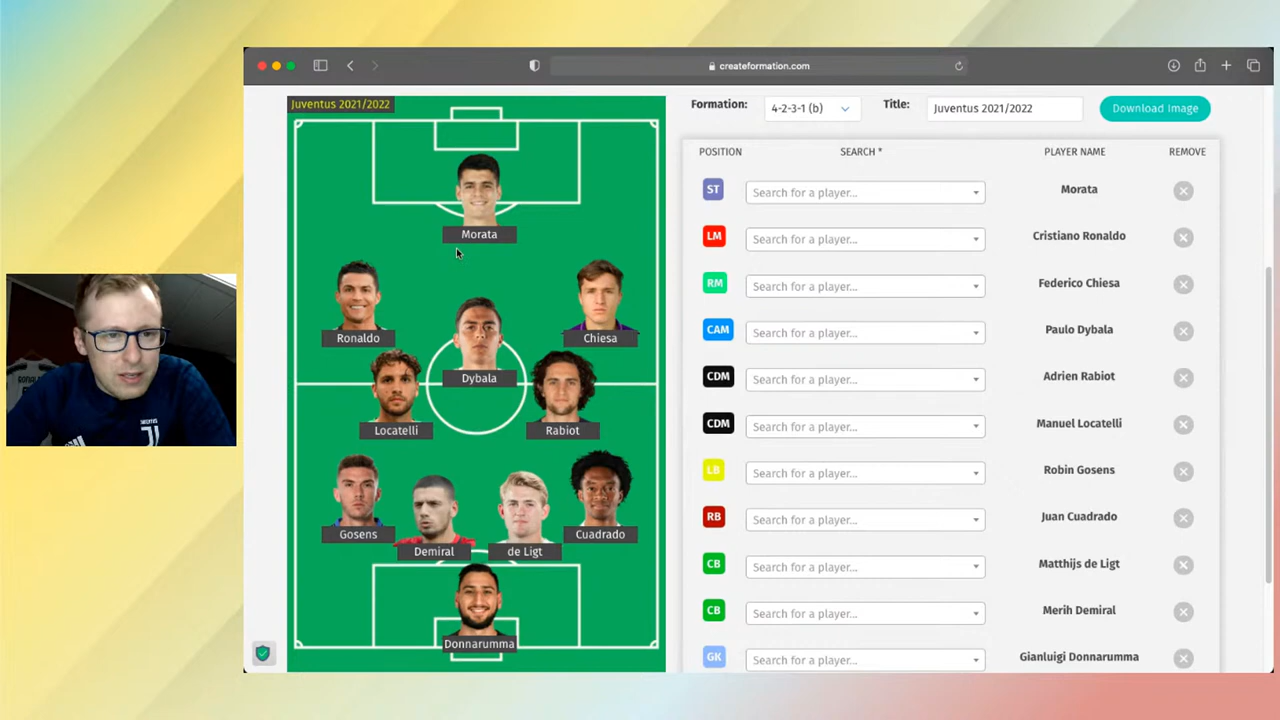 createformation.com
Juventus 2021/2022
Formation:
4-2-3-1 (b)
Title:
Juventus 2021/2022
Download Image
POSITION
SEARCH *
PLAYER NAME
REMOVE
ST
Search for a player...
Morata
LM
Search for a player...
Cristiano Ronaldo
RM
Search for a player...
Federico Chiesa
CAM
Search for a player...
Paulo Dybala
CDM
Search for a player...
Adrien Rabiot
CDM
Search for a player...
Manuel Locatelli
LB
Search for a player...
Robin Gosens
RB
Search for a player...
Juan Cuadrado
CB
Search for a player...
Matthijs de Ligt
CB
Search for a player...
Merih Demiral
GK
Search for a player...
Gianluigi Donnarumma
Morata
Ronaldo
Chiesa
Dybala
Locatelli
Rabiot
Gosens
Cuadrado
Demiral
de Ligt
Donnarumma